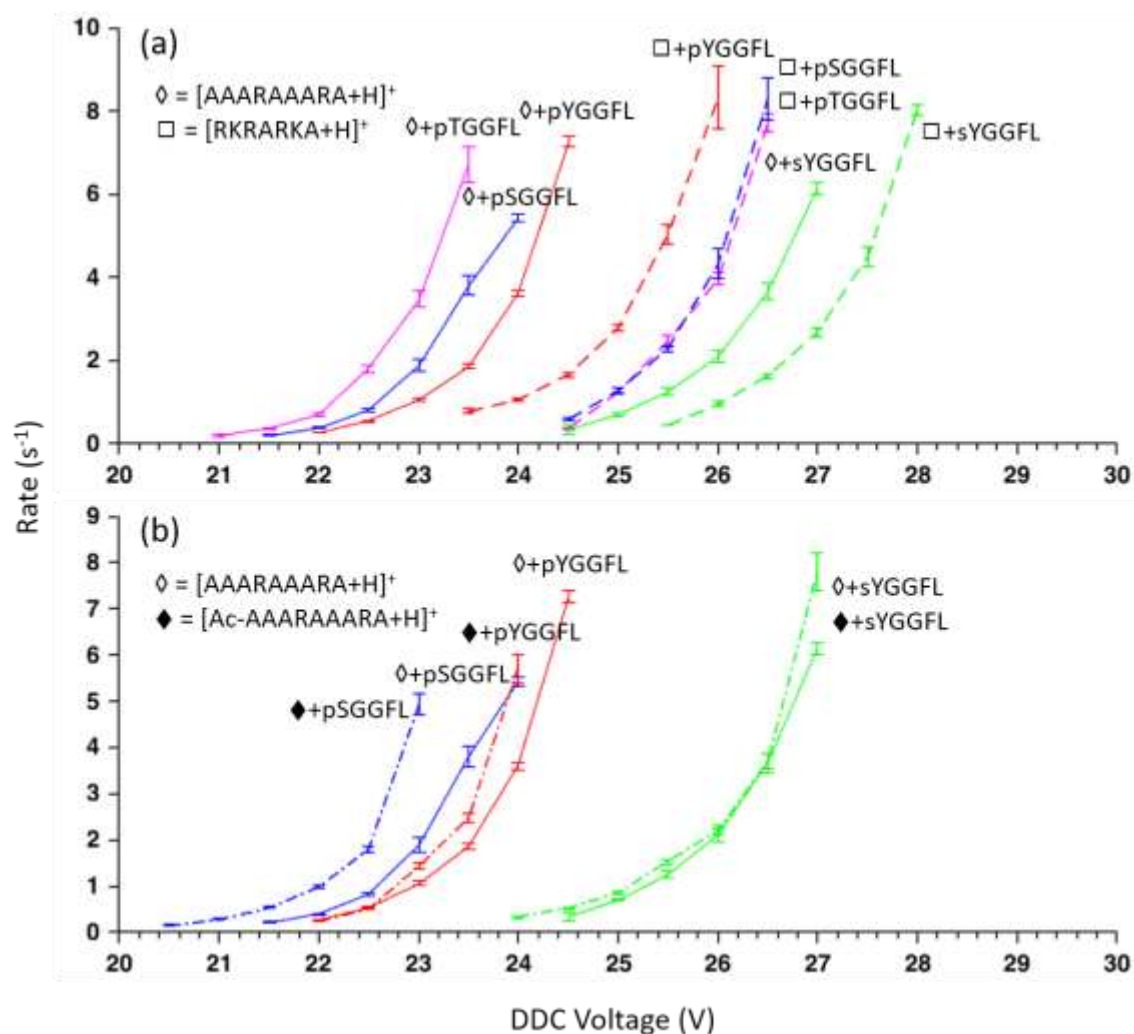 (a)
◊ = [AAARAAARA+H]⁺
□ = [RKRARKA+H]⁺
◊+pTGGFL
◊+pYGGFL
◊+pSGGFL
□+pYGGFL
□+pSGGFL
□+pTGGFL
◊+sYGGFL
□+sYGGFL
10
8
6
4
2
0
20 21 22 23 24 25 26 27 28 29 30
Rate (s⁻¹)
(b)
◊ = [AAARAAARA+H]⁺
♦ = [Ac-AAARAAARA+H]⁺
◊+pYGGFL
♦+pYGGFL
◊+pSGGFL
♦+pSGGFL
◊+sYGGFL
♦+sYGGFL
9
8
7
6
5
4
3
2
1
0
20 21 22 23 24 25 26 27 28 29 30
DDC Voltage (V)